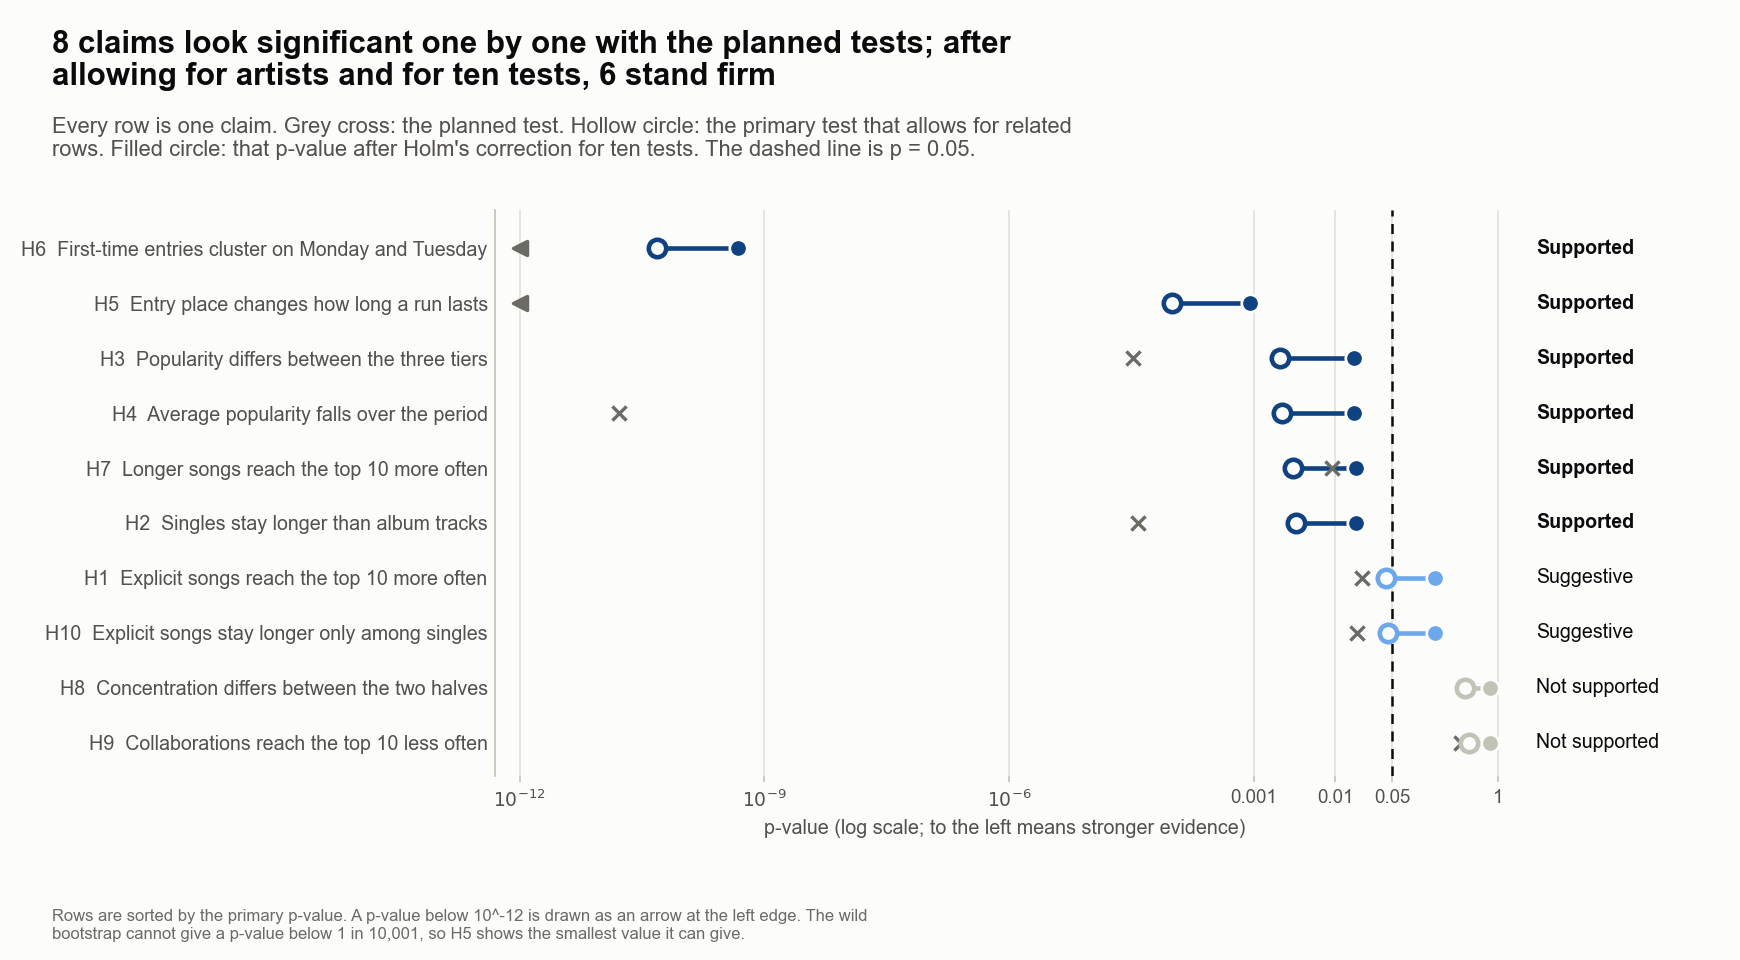 8 claims look significant one by one with the planned tests; after
allowing for artists and for ten tests, 6 stand firm
Every row is one claim. Grey cross: the planned test. Hollow circle: the primary test that allows for related
rows. Filled circle: that p-value after Holm's correction for ten tests. The dashed line is p = 0.05.
H6 First-time entries cluster on Monday and Tuesday Supported
H5 Entry place changes how long a run lasts Supported
H3 Popularity differs between the three tiers Supported
H4 Average popularity falls over the period Supported
H7 Longer songs reach the top 10 more often Supported
H2 Singles stay longer than album tracks Supported
H1 Explicit songs reach the top 10 more often Suggestive
H10 Explicit songs stay longer only among singles Suggestive
H8 Concentration differs between the two halves Not supported
H9 Collaborations reach the top 10 less often Not supported
10⁻¹² 10⁻⁹ 10⁻⁶ 0.001 0.01 0.05 1
p-value (log scale; to the left means stronger evidence)
Rows are sorted by the primary p-value. A p-value below 10^-12 is drawn as an arrow at the left edge. The wild
bootstrap cannot give a p-value below 1 in 10,001, so H5 shows the smallest value it can give.